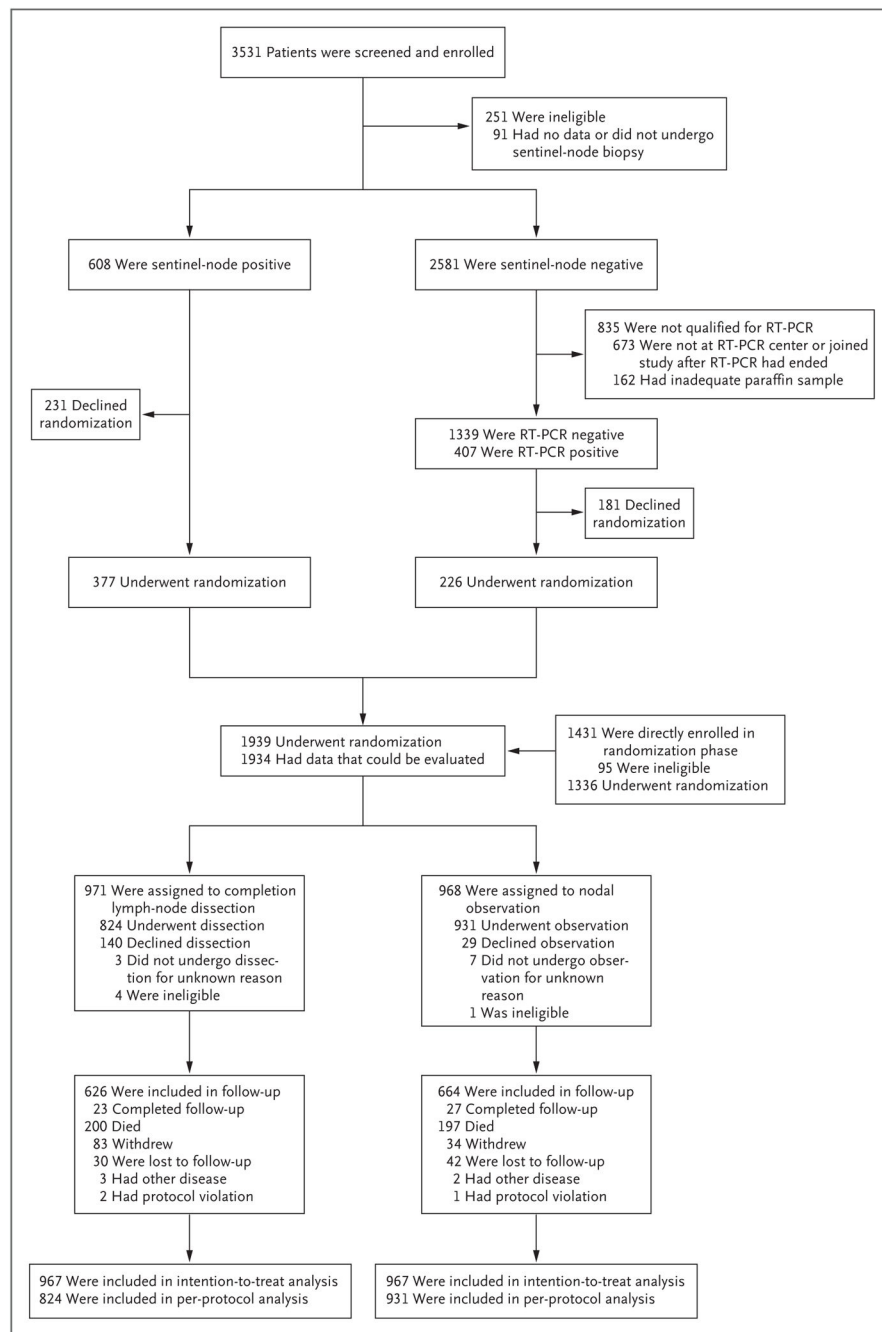 3531 Patients were screened and enrolled
251 Were ineligible
91 Had no data or did not undergo
sentinel-node biopsy
608 Were sentinel-node positive
2581 Were sentinel-node negative
835 Were not qualified for RT-PCR
673 Were not at RT-PCR center or joined
study after RT-PCR had ended
162 Had inadequate paraffin sample
231 Declined
randomization
1339 Were RT-PCR negative
407 Were RT-PCR positive
181 Declined
randomization
377 Underwent randomization
226 Underwent randomization
1939 Underwent randomization
1934 Had data that could be evaluated
1431 Were directly enrolled in
randomization phase
95 Were ineligible
1336 Underwent randomization
971 Were assigned to completion
lymph-node dissection
824 Underwent dissection
140 Declined dissection
3 Did not undergo dissec-
tion for unknown reason
4 Were ineligible
968 Were assigned to nodal
observation
931 Underwent observation
29 Declined observation
7 Did not undergo obser-
vation for unknown
reason
1 Was ineligible
626 Were included in follow-up
23 Completed follow-up
200 Died
83 Withdrew
30 Were lost to follow-up
3 Had other disease
2 Had protocol violation
664 Were included in follow-up
27 Completed follow-up
197 Died
34 Withdrew
42 Were lost to follow-up
2 Had other disease
1 Had protocol violation
967 Were included in intention-to-treat analysis
824 Were included in per-protocol analysis
967 Were included in intention-to-treat analysis
931 Were included in per-protocol analysis